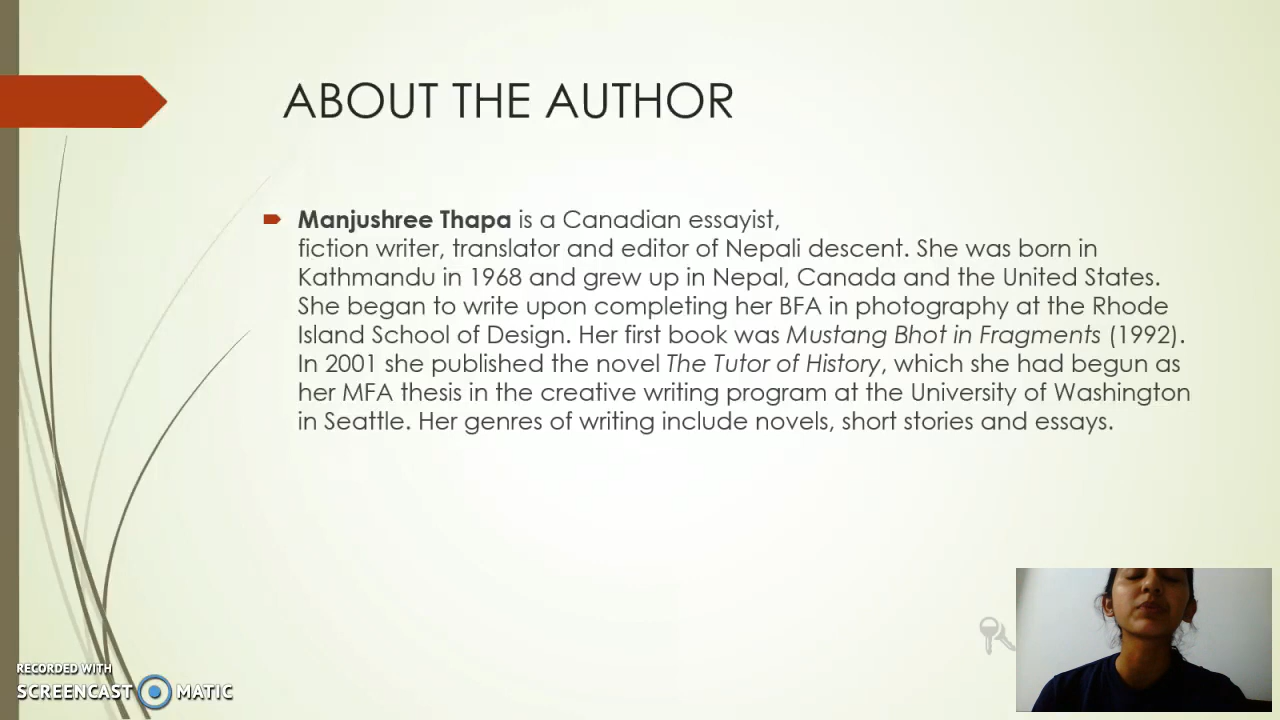 ABOUT THE AUTHOR
Manjushree Thapa is a Canadian essayist,
fiction writer, translator and editor of Nepali descent. She was born in
Kathmandu in 1968 and grew up in Nepal, Canada and the United States.
She began to write upon completing her BFA in photography at the Rhode
Island School of Design. Her first book was Mustang Bhot in Fragments (1992).
In 2001 she published the novel The Tutor of History, which she had begun as
her MFA thesis in the creative writing program at the University of Washington
in Seattle. Her genres of writing include novels, short stories and essays.
RECORDED WITH
SCREENCAST MATIC